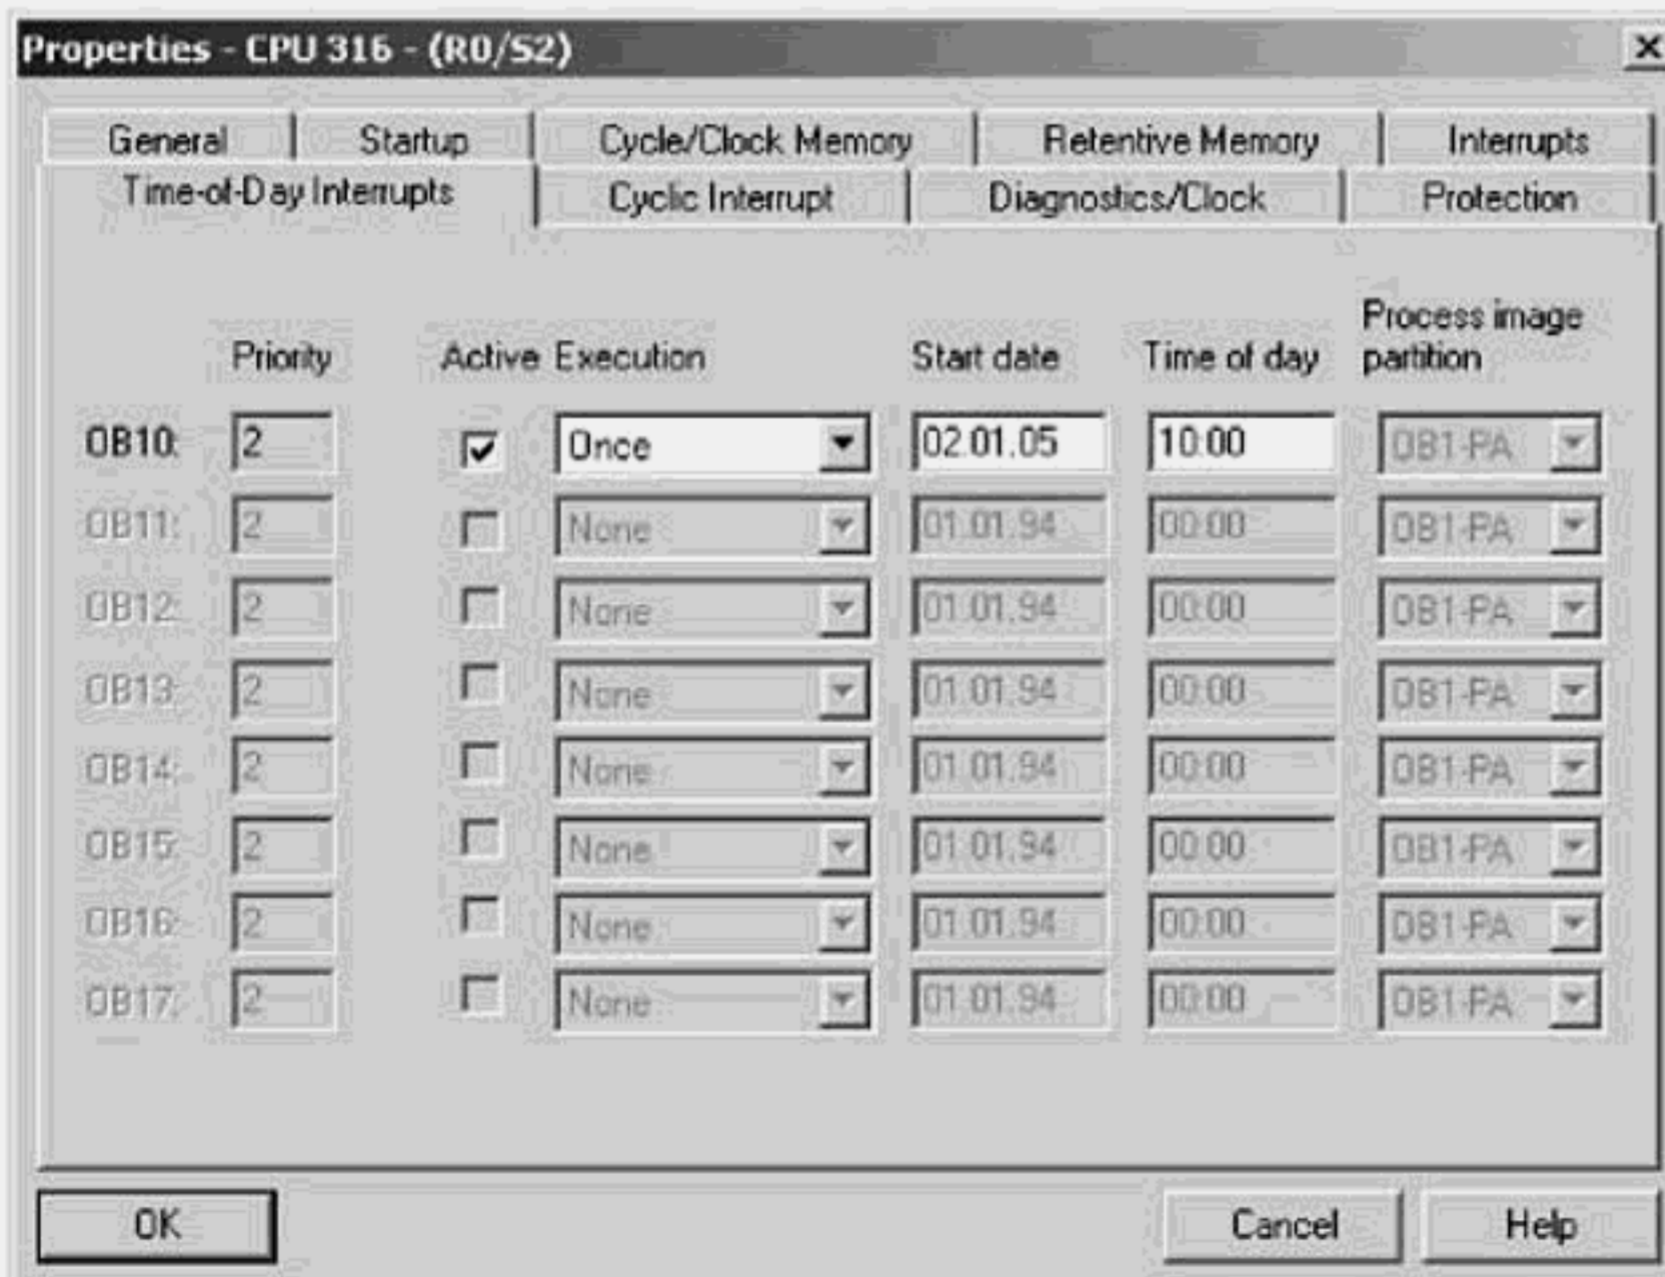 Properties - CPU 316 - (R0/S2)
General Startup Cycle/Clock Memory Retentive Memory Interrupts
Time-of-Day Interrupts Cyclic Interrupt Diagnostics/Clock Protection
Priority Active Execution Start date Time of day Process image partition
OB10: 2 Once 02.01.05 10:00 OB1-PA
OB11: 2 None 01.01.94 00:00 OB1-PA
OB12: 2 None 01.01.94 00:00 OB1-PA
OB13: 2 None 01.01.94 00:00 OB1-PA
OB14: 2 None 01.01.94 00:00 OB1-PA
OB15: 2 None 01.01.94 00:00 OB1-PA
OB16: 2 None 01.01.94 00:00 OB1-PA
OB17: 2 None 01.01.94 00:00 OB1-PA
OK Cancel Help